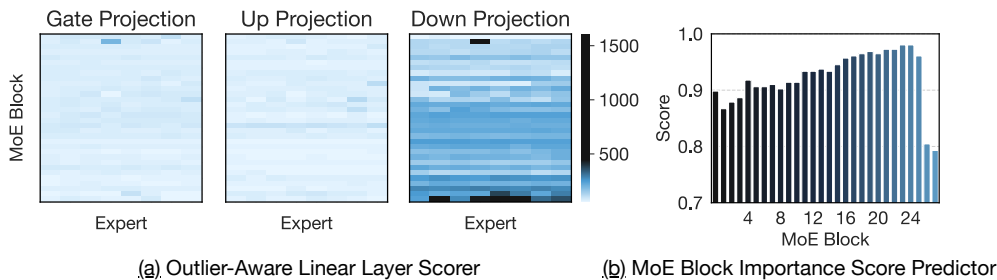 Gate Projection Up Projection Down Projection
MoE Block
Expert Expert Expert
1500
1000
500
(a) Outlier-Aware Linear Layer Scorer
1.0
0.9
0.8
0.7
Score
4 8 12 16 20 24
MoE Block
(b) MoE Block Importance Score Predictor